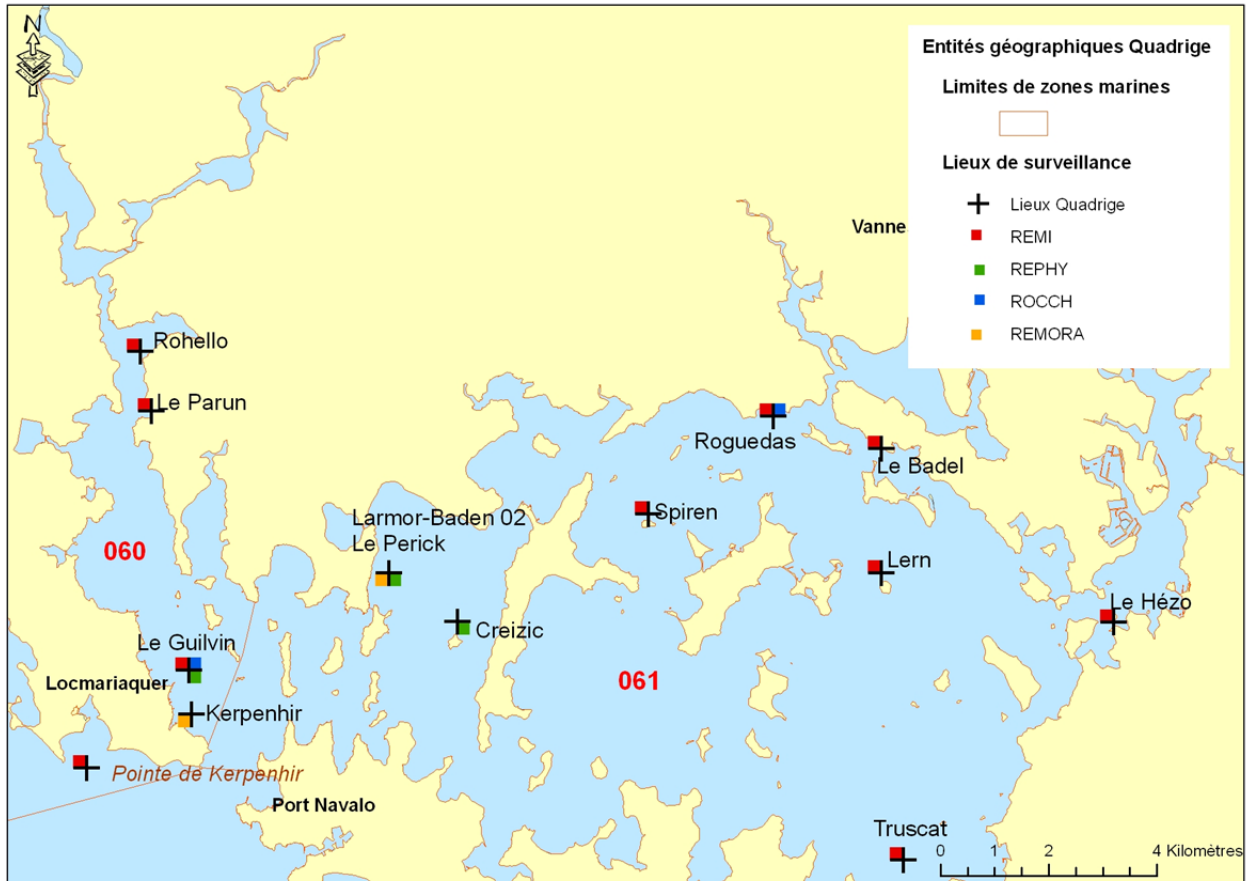 N
Entités géographiques Quadrige
Limites de zones marines
Lieux de surveillance
Lieux Quadrige
REMI
REPHY
ROCCH
REMORA
Vanne
Rohello
Le Parun
Roguedas
Le Badel
Larmor-Baden 02
Le Perick
Spiren
060
Lern
Le Hézo
Creizic
Le Guilvin
Locmariaquer
061
Kerpenhir
Pointe de Kerpenhir
Port Navalo
Truscat
0 1 2 4 Kilomètres